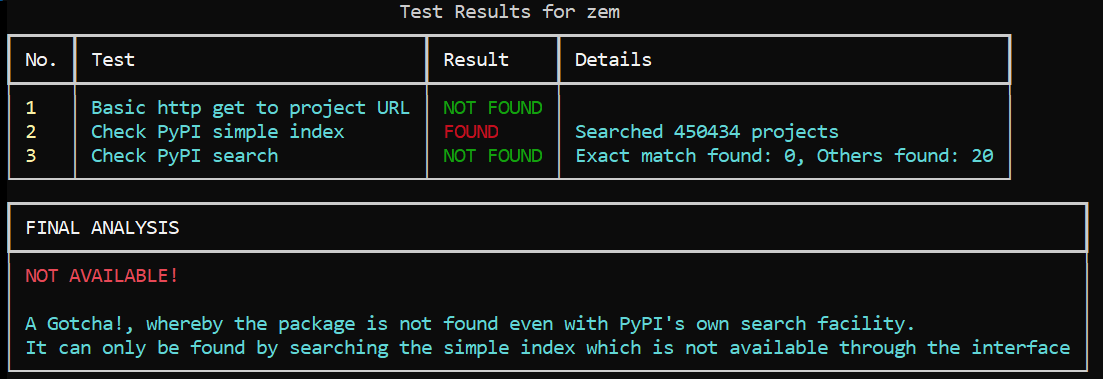 Test Results for zem
No. Test Result Details
1 Basic http get to project URL NOT FOUND
2 Check PyPI simple index FOUND Searched 450434 projects
3 Check PyPI search NOT FOUND Exact match found: 0, Others found: 20
FINAL ANALYSIS
NOT AVAILABLE!
A Gotcha!, whereby the package is not found even with PyPI's own search facility.
It can only be found by searching the simple index which is not available through the interface